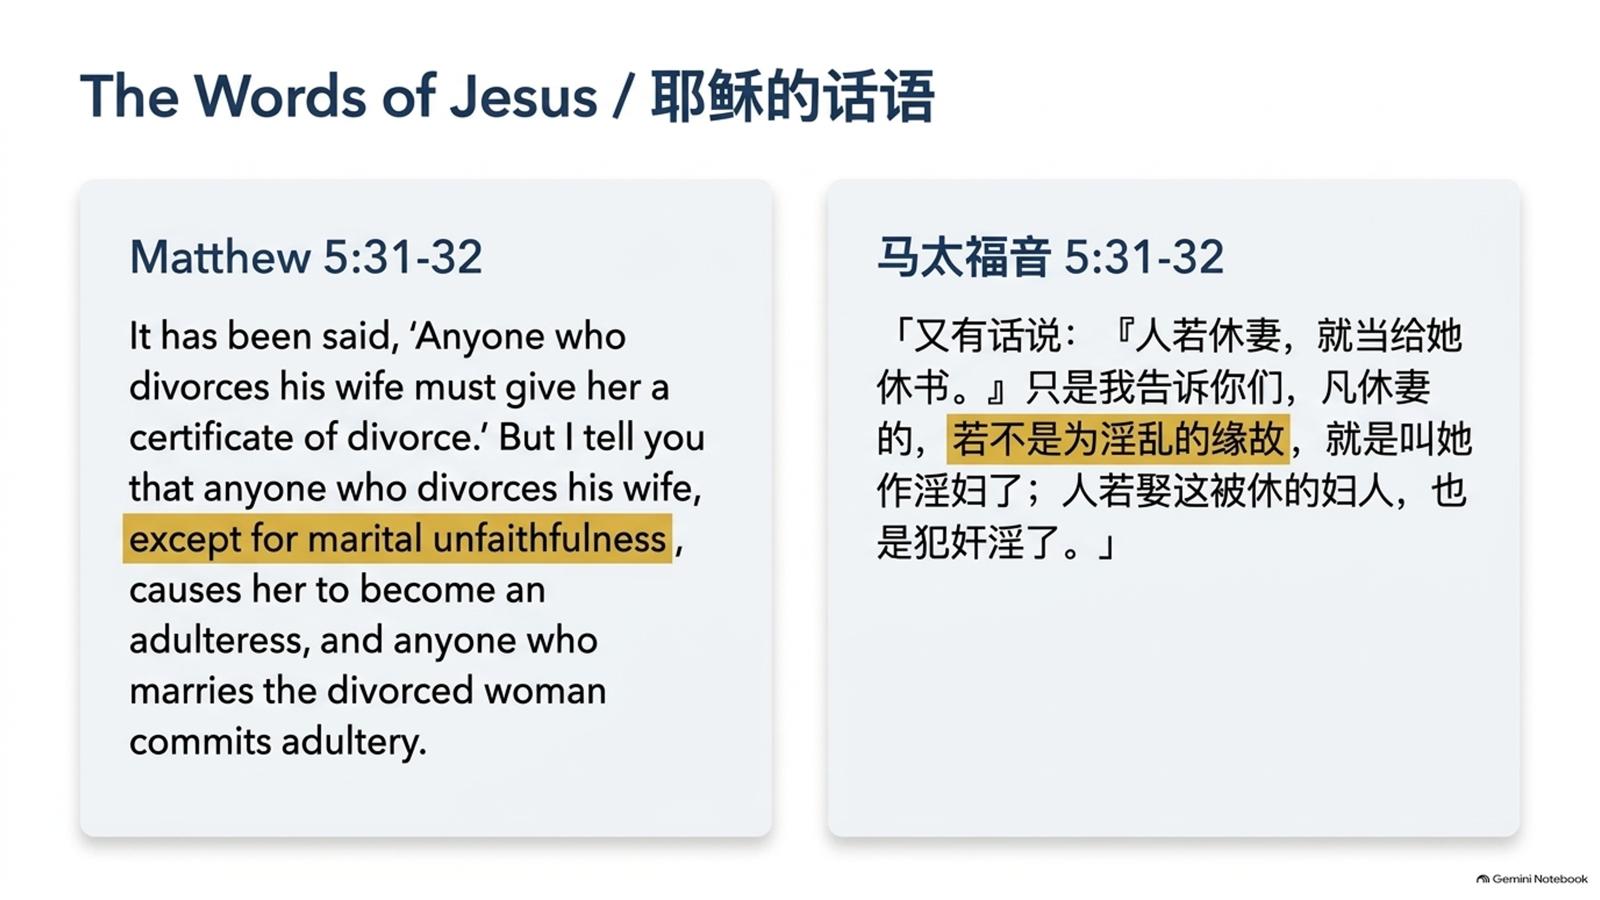 The Words of Jesus / 耶稣的话语
Matthew 5:31-32
It has been said, ‘Anyone who
divorces his wife must give her a
certificate of divorce.’ But I tell you
that anyone who divorces his wife,
except for marital unfaithfulness,
causes her to become an
adulteress, and anyone who
marries the divorced woman
commits adultery.
马太福音 5:31-32
「又有话说：『人若休妻，就当给她
休书。』只是我告诉你们，凡休妻
的，若不是为淫乱的缘故，就是叫她
作淫妇了；人若娶这被休的妇人，也
是犯奸淫了。」
Gemini Notebook